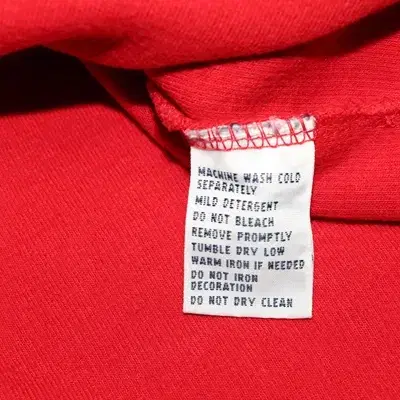 MACHINE WASH COLD
SEPARATELY
MILD DETERGENT
DO NOT BLEACH
REMOVE PROMPTLY
TUMBLE DRY LOW
WARM IRON IF NEEDED
DO NOT IRON
DECORATION
DO NOT DRY CLEAN